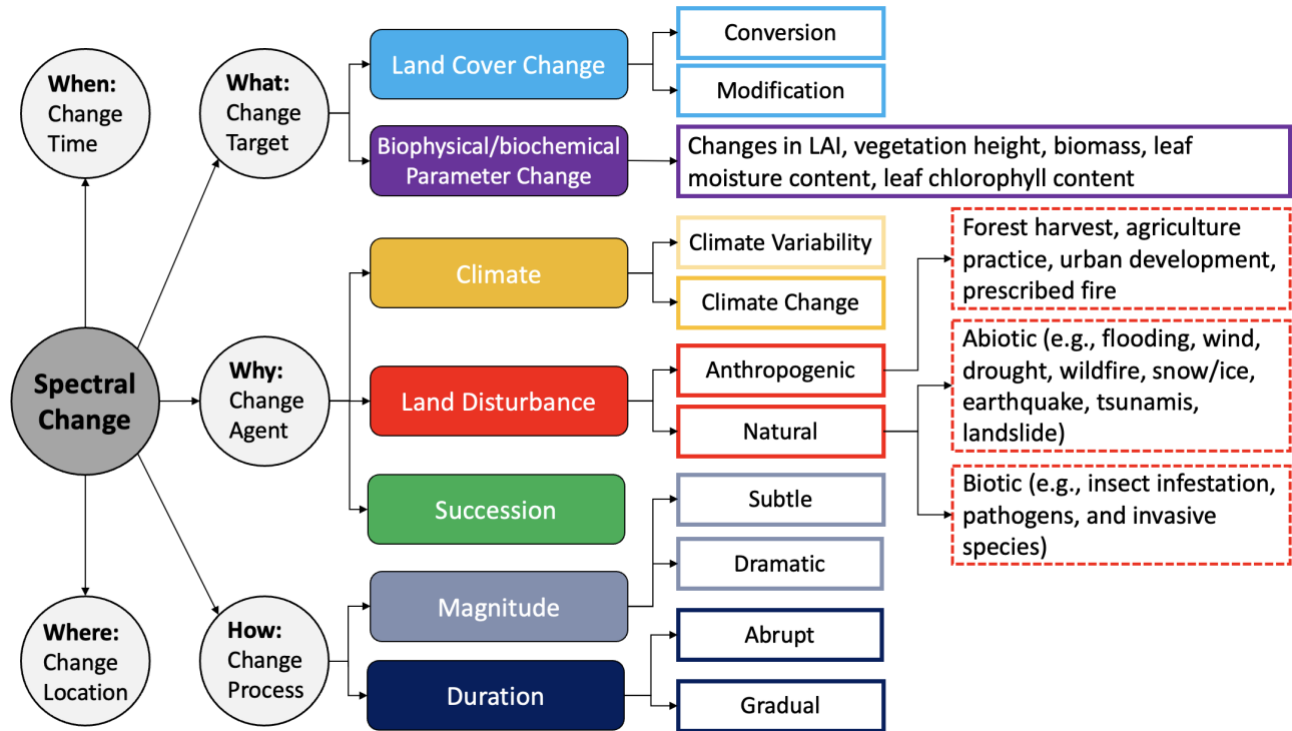 When:
Change
Time
What:
Change
Target
Land Cover Change
Conversion
Modification
Biophysical/biochemical
Parameter Change
Changes in LAI, vegetation height, biomass, leaf
moisture content, leaf chlorophyll content
Spectral
Change
Why:
Change
Agent
Climate
Climate Variability
Climate Change
Land Disturbance
Anthropogenic
Natural
Forest harvest, agriculture
practice, urban development,
prescribed fire
Abiotic (e.g., flooding, wind,
drought, wildfire, snow/ice,
earthquake, tsunamis,
landslide)
Biotic (e.g., insect infestation,
pathogens, and invasive
species)
Succession
Where:
Change
Location
How:
Change
Process
Magnitude
Subtle
Dramatic
Duration
Abrupt
Gradual